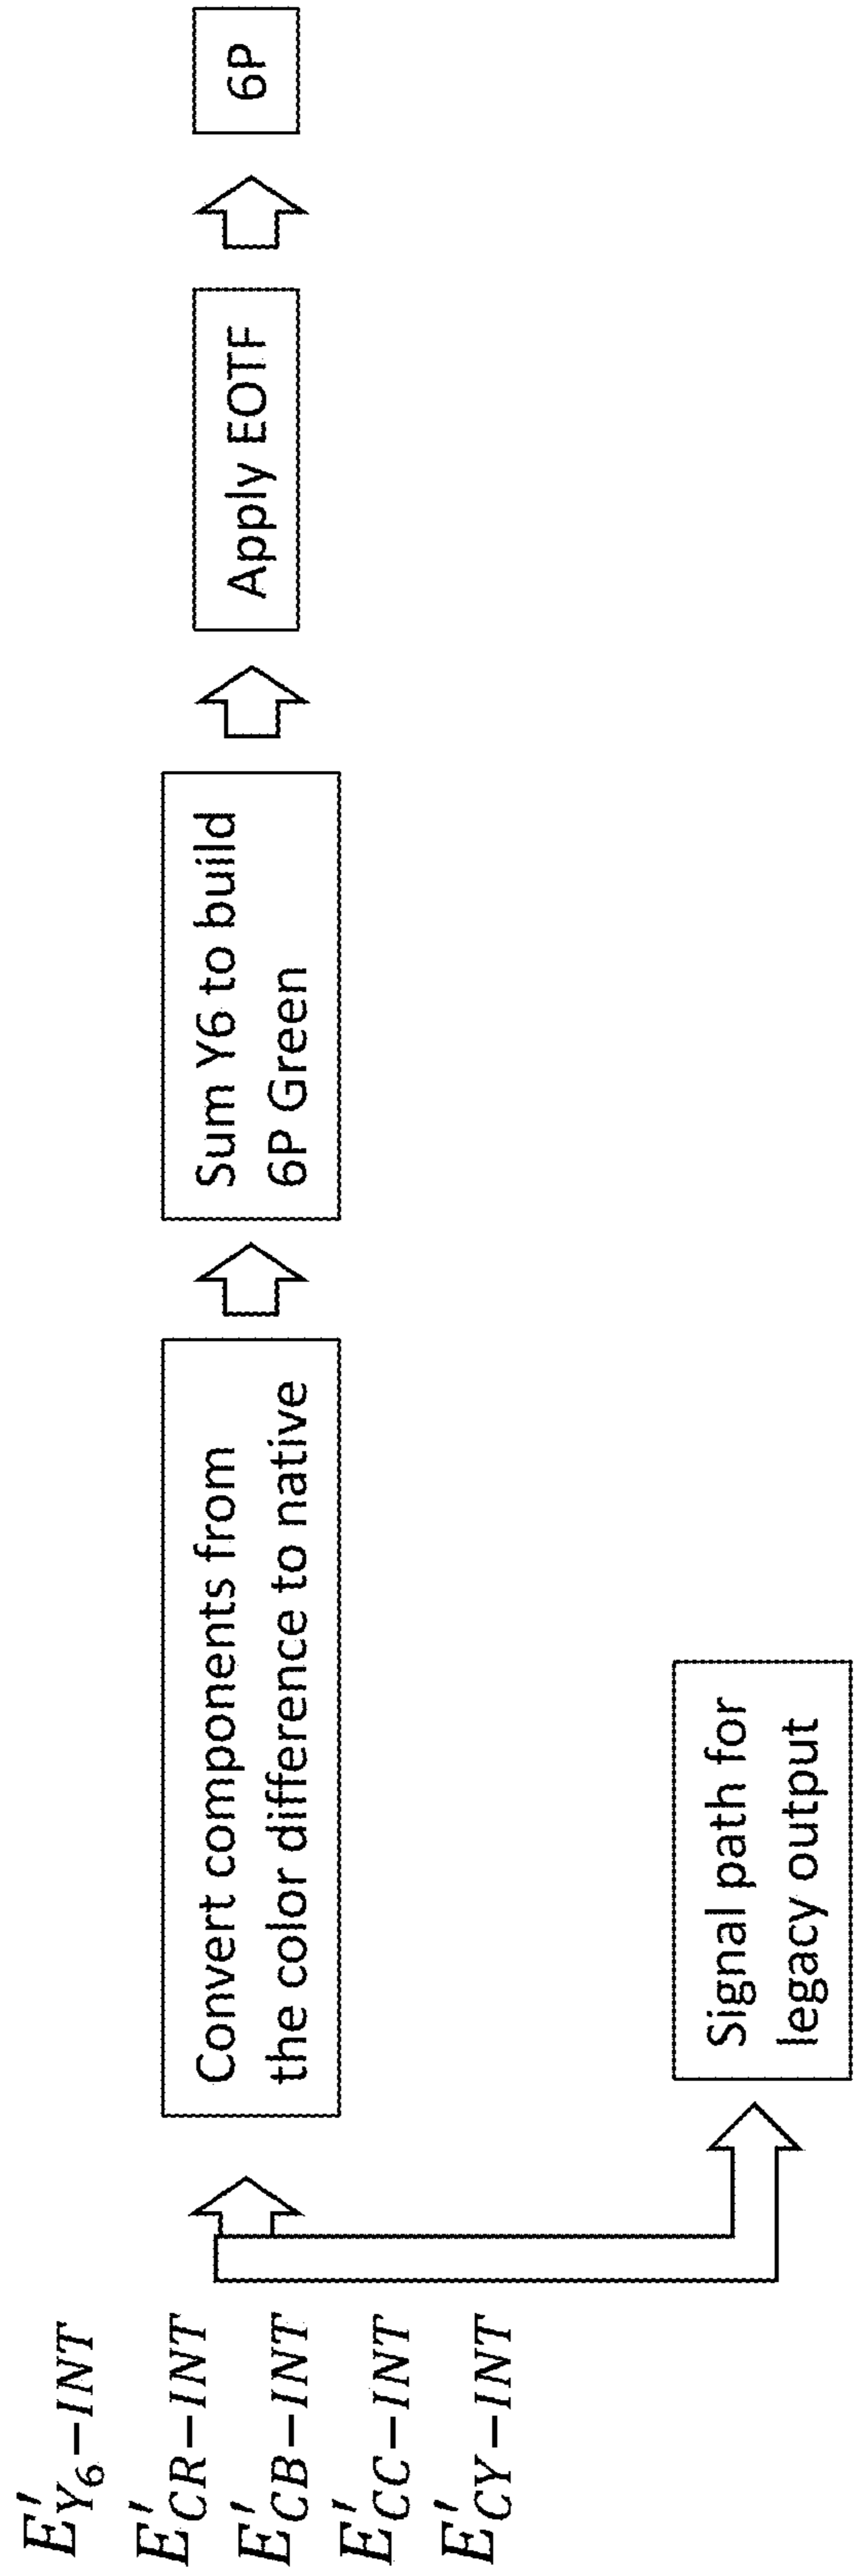 E′Y₆−INT
E′CR−INT
E′CB−INT
E′CC−INT
E′CY−INT
Convert components from
the color difference to native
Sum Y6 to build
6P Green
Apply EOTF
6P
Signal path for
legacy output